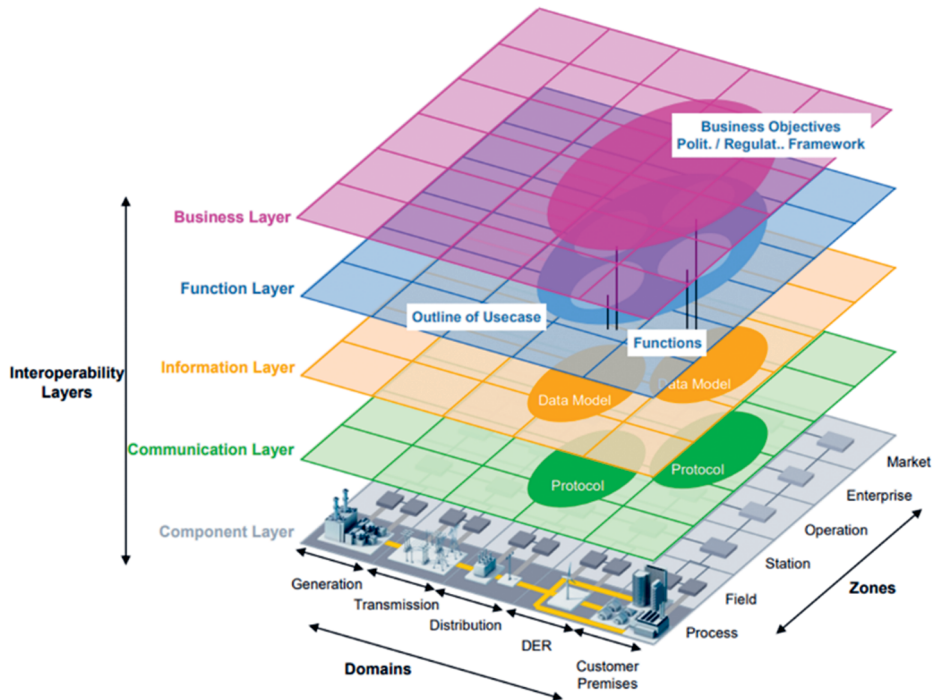 Business Objectives
Polit. / Regulat.. Framework
Business Layer
Function Layer
Outline of Usecase
Functions
Information Layer
Interoperability
Layers
Data Model
Data Model
Communication Layer
Protocol
Protocol
Component Layer
Market
Enterprise
Operation
Station
Field
Process
Zones
Generation
Transmission
Distribution
DER
Customer
Premises
Domains